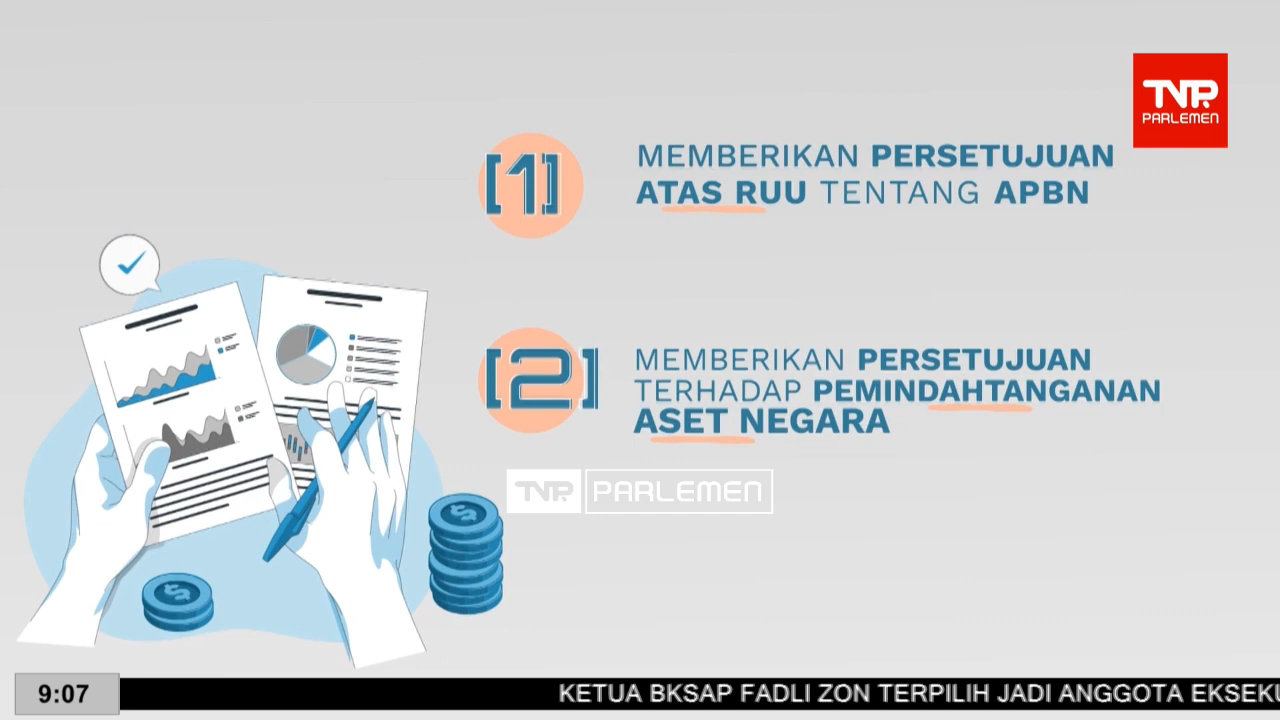 TVR
PARLEMEN
[1]
MEMBERIKAN PERSETUJUAN
ATAS RUU TENTANG APBN
[2]
MEMBERIKAN PERSETUJUAN
TERHADAP PEMINDAHTANGANAN
ASET NEGARA
TVR PARLEMEN
9:07
KETUA BKSAP FADLI ZON TERPILIH JADI ANGGOTA EKSEKU